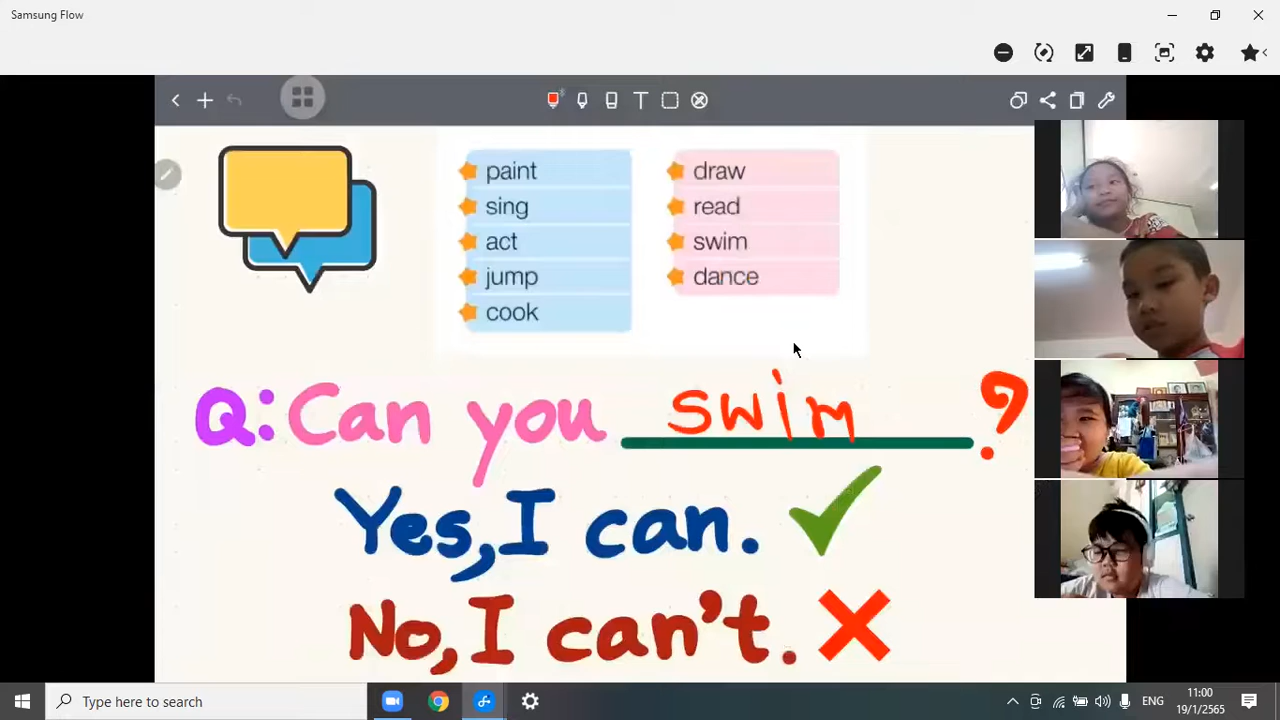 Samsung Flow
T
paint
draw
sing
read
act
swim
jump
dance
cook
Q: Can you swim ?
Yes, I can.
No, I can't.
Type here to search
ENG
11:00
19/1/2565